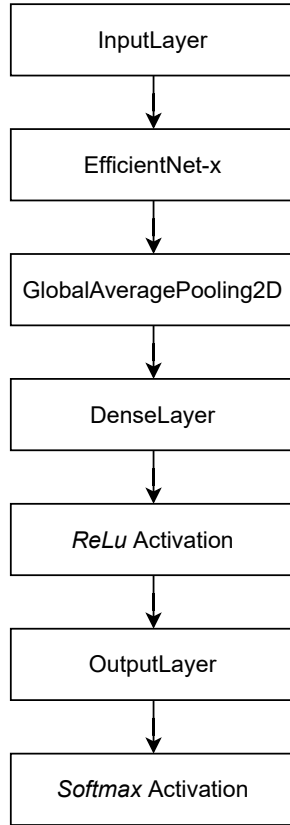 InputLayer
EfficientNet-x
GlobalAveragePooling2D
DenseLayer
ReLu Activation
OutputLayer
Softmax Activation